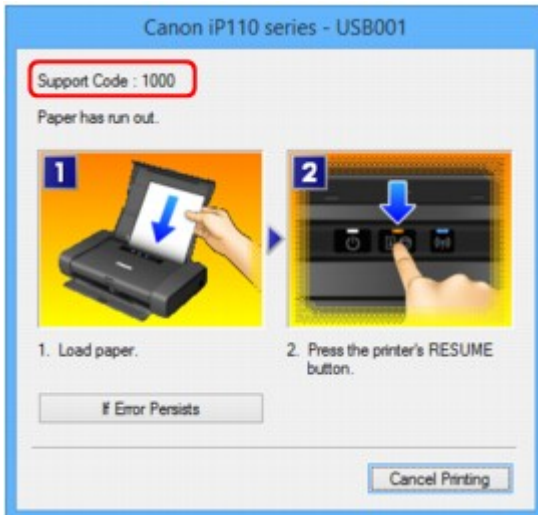 Canon iP110 series - USB001
Support Code : 1000
Paper has run out.
1
2
1. Load paper.
2. Press the printer's RESUME
button.
If Error Persists
Cancel Printing